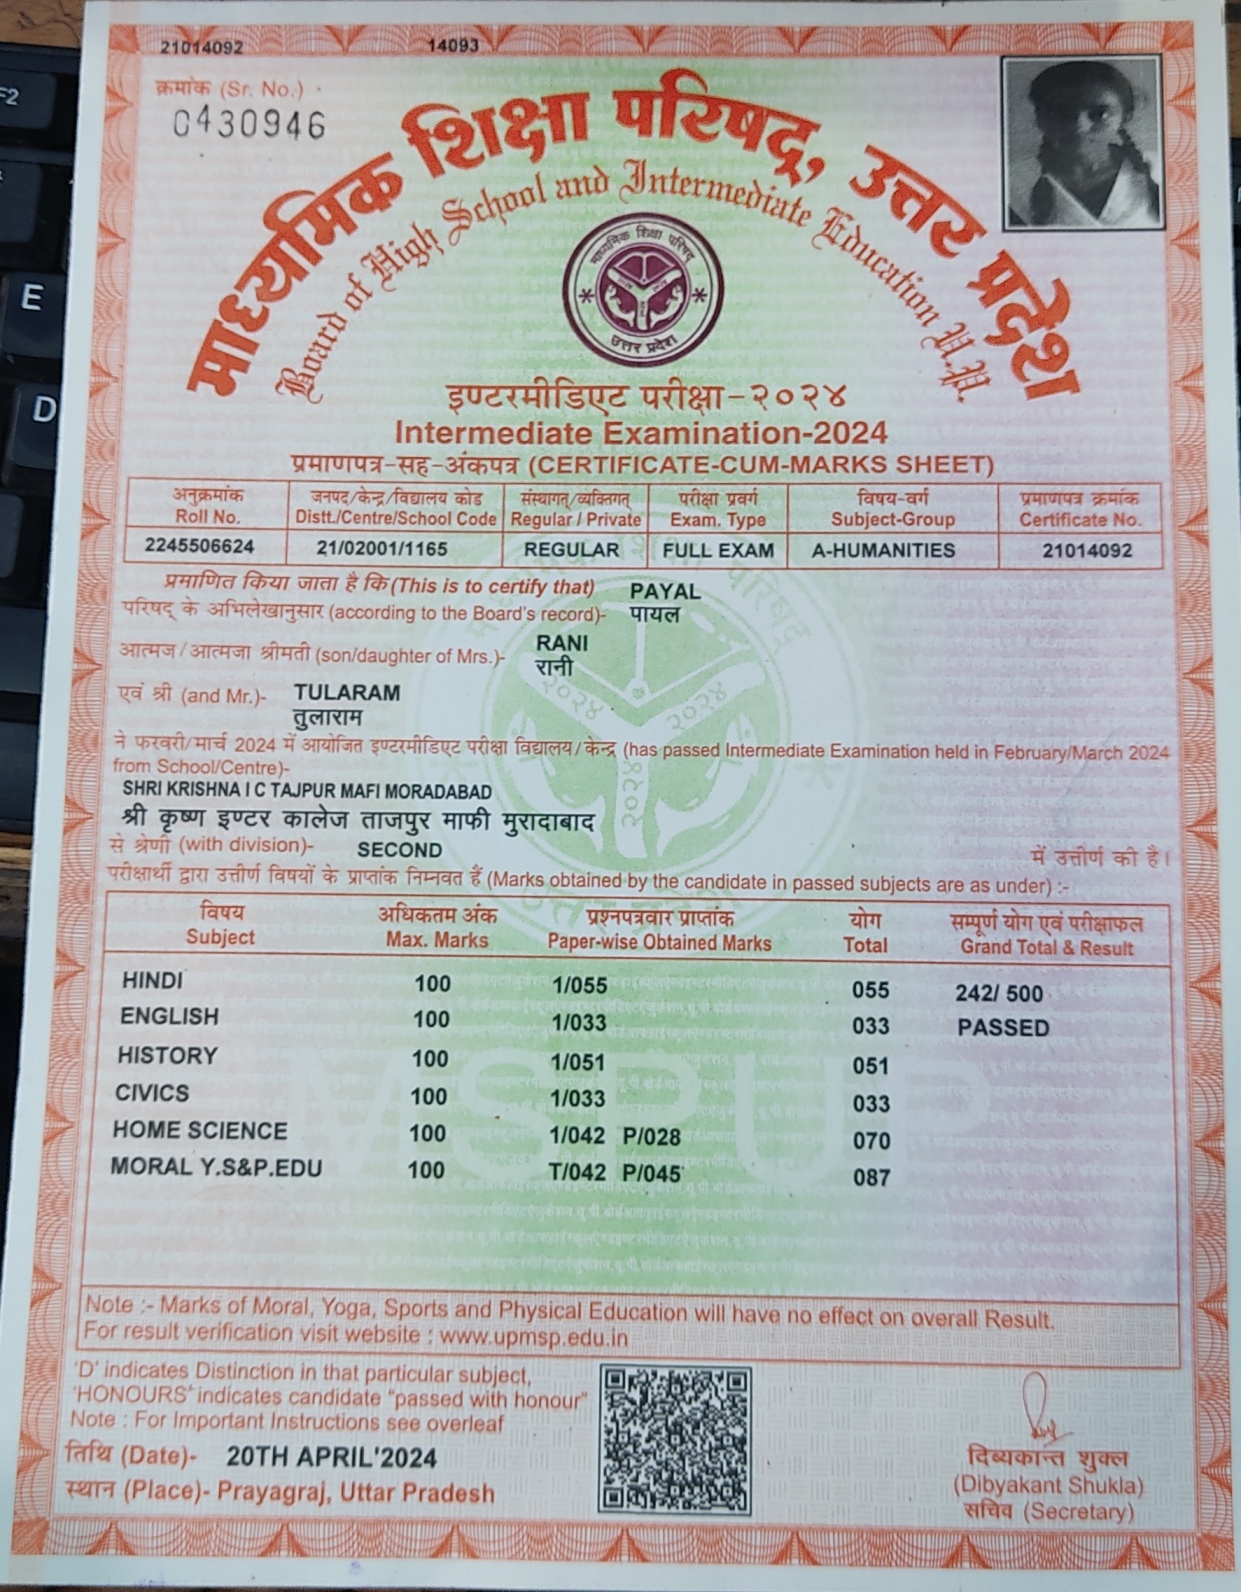 21014092 14093
क्रमांक (Sr. No.)
0430946
माध्यमिक शिक्षा परिषद्, उत्तर प्रदेश
Board of High School and Intermediate Education U.P.
माध्यमिक शिक्षा परिषद्
उत्तर प्रदेश
इण्टरमीडिएट परीक्षा-२०२४
Intermediate Examination-2024
प्रमाणपत्र-सह-अंकपत्र (CERTIFICATE-CUM-MARKS SHEET)
अनुक्रमांक जनपद/केन्द्र/विद्यालय कोड संस्थागत्/व्यक्तिगत् परीक्षा प्रवर्ग विषय-वर्ग प्रमाणपत्र क्रमांक
Roll No. Distt./Centre/School Code Regular / Private Exam. Type Subject-Group Certificate No.
2245506624 21/02001/1165 REGULAR FULL EXAM A-HUMANITIES 21014092
प्रमाणित किया जाता है कि (This is to certify that) PAYAL
परिषद् के अभिलेखानुसार (according to the Board's record)- पायल
आत्मज/आत्मजा श्रीमती (son/daughter of Mrs.)- RANI
रानी
एवं श्री (and Mr.)- TULARAM
तुलाराम
ने फरवरी/मार्च 2024 में आयोजित इण्टरमीडिएट परीक्षा विद्यालय/केन्द्र (has passed Intermediate Examination held in February/March 2024
from School/Centre)-
SHRI KRISHNA I C TAJPUR MAFI MORADABAD
श्री कृष्ण इण्टर कालेज ताजपुर माफी मुरादाबाद
से श्रेणी (with division)- SECOND में उत्तीर्ण की है।
परीक्षार्थी द्वारा उत्तीर्ण विषयों के प्राप्तांक निम्नवत हैं (Marks obtained by the candidate in passed subjects are as under) :-
विषय अधिकतम अंक प्रश्नपत्रवार प्राप्तांक योग सम्पूर्ण योग एवं परीक्षाफल
Subject Max. Marks Paper-wise Obtained Marks Total Grand Total & Result
HINDI 100 1/055 055 242/ 500
ENGLISH 100 1/033 033 PASSED
HISTORY 100 1/051 051
CIVICS 100 1/033 033
HOME SCIENCE 100 1/042 P/028 070
MORAL Y.S&P.EDU 100 T/042 P/045 087
Note :- Marks of Moral, Yoga, Sports and Physical Education will have no effect on overall Result.
For result verification visit website : www.upmsp.edu.in
'D' indicates Distinction in that particular subject,
'HONOURS' indicates candidate "passed with honour"
Note : For Important Instructions see overleaf
तिथि (Date)- 20TH APRIL'2024
स्थान (Place)- Prayagraj, Uttar Pradesh
दिब्यकान्त शुक्ल
(Dibyakant Shukla)
सचिव (Secretary)
F2
E
D